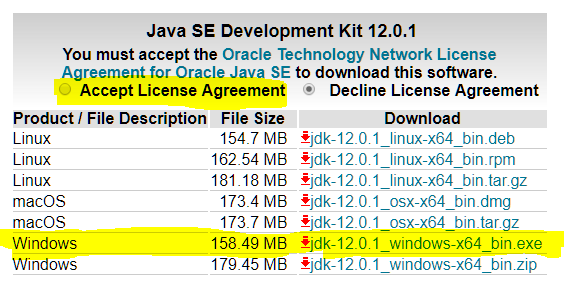 Java SE Development Kit 12.0.1
You must accept the Oracle Technology Network License
Agreement for Oracle Java SE to download this software.
Accept License Agreement Decline License Agreement
Product / File Description File Size Download
Linux 154.7 MB jdk-12.0.1_linux-x64_bin.deb
Linux 162.54 MB jdk-12.0.1_linux-x64_bin.rpm
Linux 181.18 MB jdk-12.0.1_linux-x64_bin.tar.gz
macOS 173.4 MB jdk-12.0.1_osx-x64_bin.dmg
macOS 173.7 MB jdk-12.0.1_osx-x64_bin.tar.gz
Windows 158.49 MB jdk-12.0.1_windows-x64_bin.exe
Windows 179.45 MB jdk-12.0.1_windows-x64_bin.zip